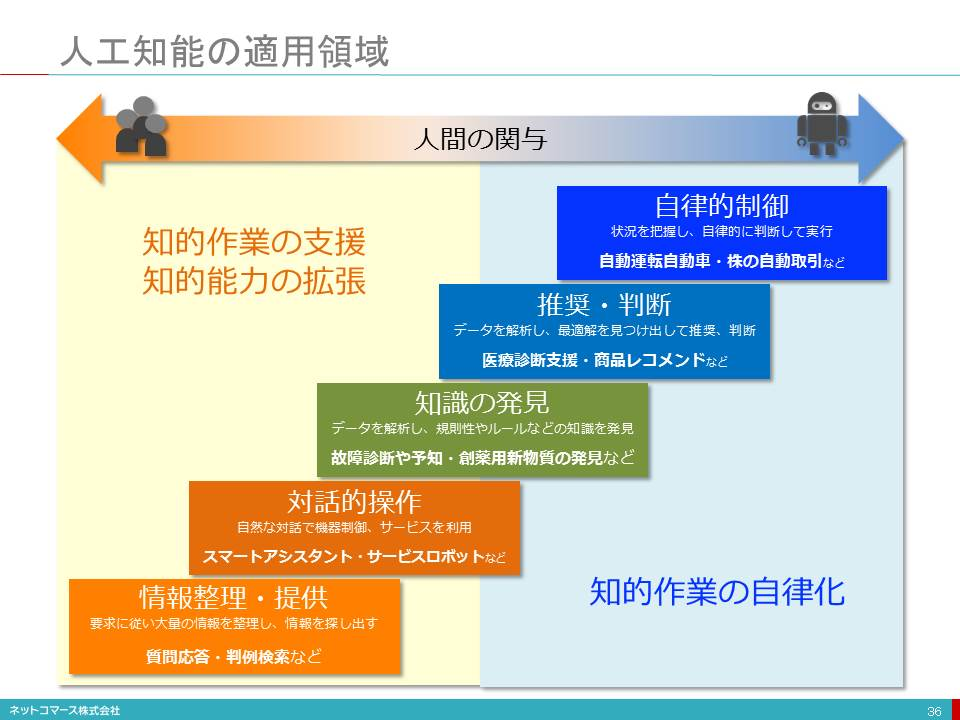 人工知能の適用領域
人間の関与
知的作業の支援
知的能力の拡張
自律的制御
状況を把握し、自律的に判断して実行
自動運転自動車・株の自動取引など
推奨・判断
データを解析し、最適解を見つけ出して推奨、判断
医療診断支援・商品レコメンドなど
知識の発見
データを解析し、規則性やルールなどの知識を発見
故障診断や予知・創薬用新物質の発見など
対話的操作
自然な対話で機器制御、サービスを利用
スマートアシスタント・サービスロボットなど
情報整理・提供
要求に従い大量の情報を整理し、情報を探し出す
質問応答・判例検索など
知的作業の自律化
ネットコマース株式会社
36